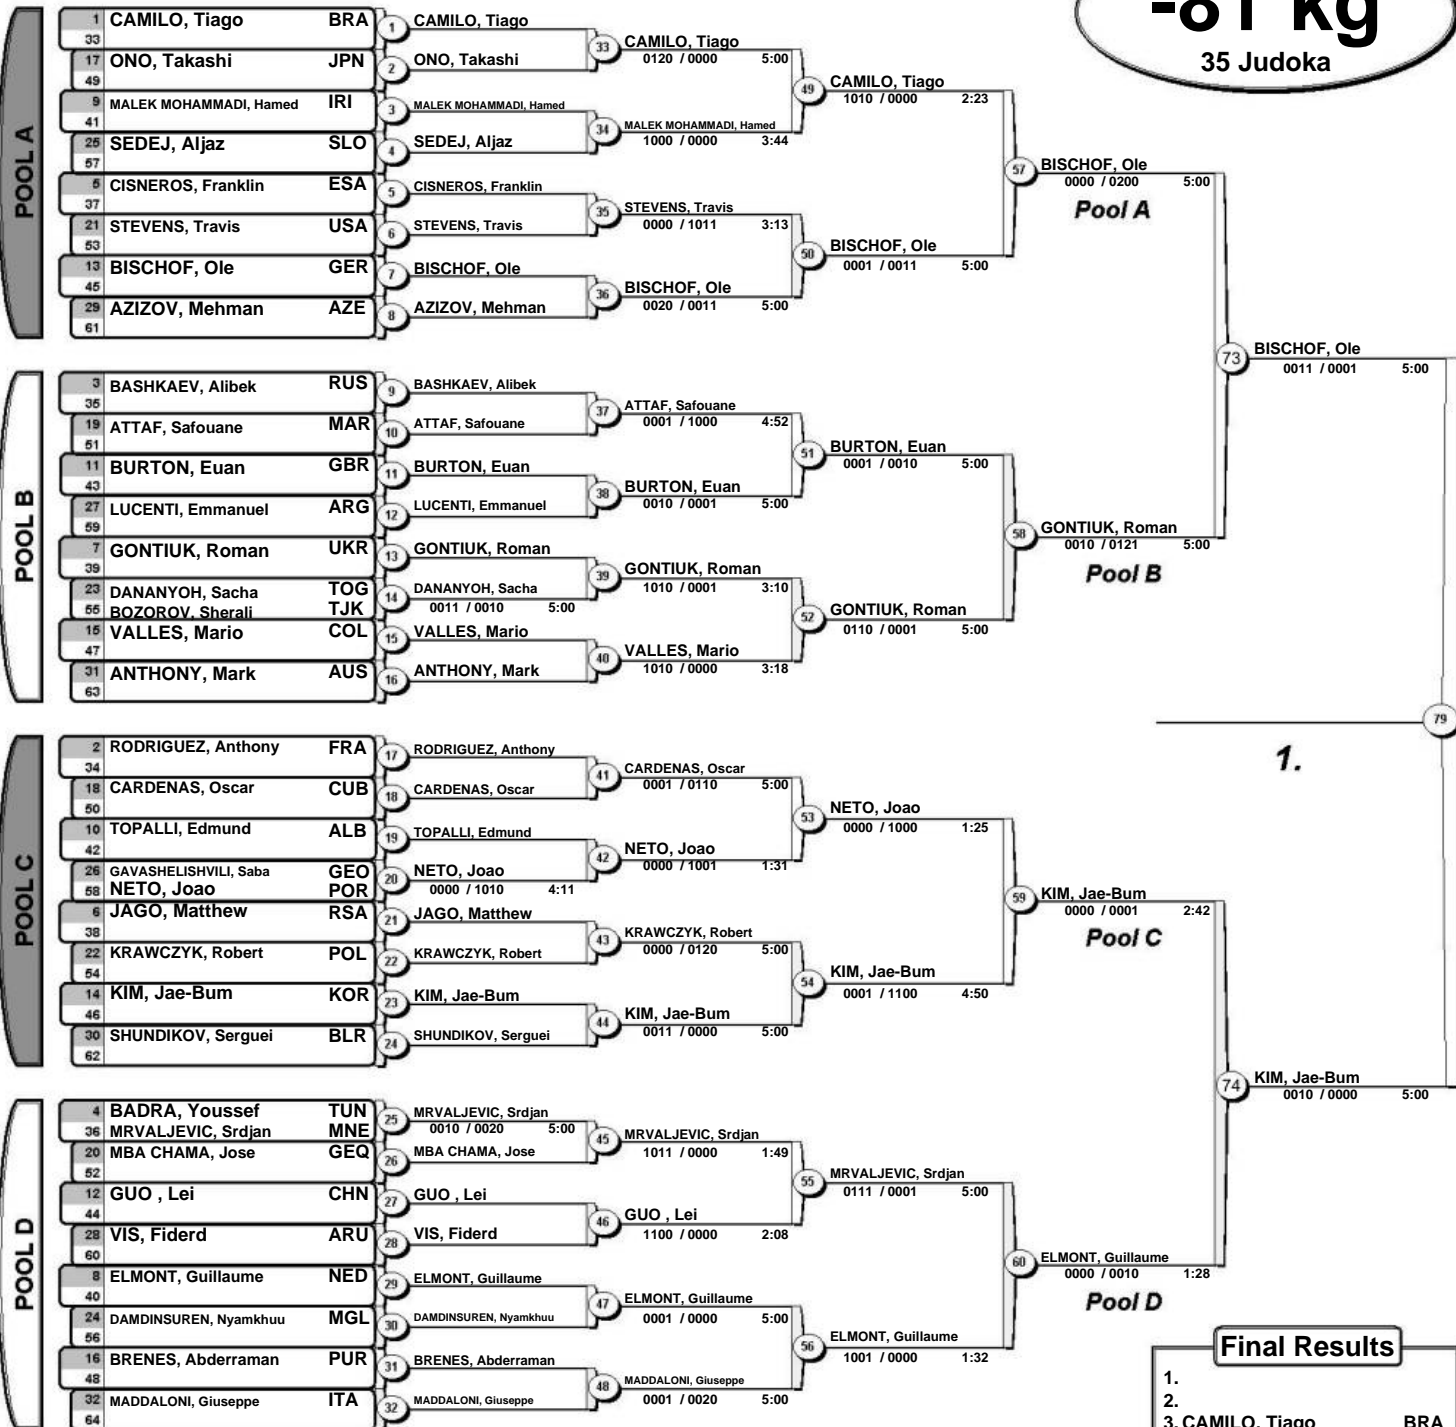 -81 kg
35 Judoka
POOL A
1 CAMILO, Tiago BRA
33
17 ONO, Takashi JPN
49
9 MALEK MOHAMMADI, Hamed IRI
41
25 SEDEJ, Aljaz SLO
57
5 CISNEROS, Franklin ESA
37
21 STEVENS, Travis USA
53
13 BISCHOF, Ole GER
45
29 AZIZOV, Mehman AZE
61
1 CAMILO, Tiago
2 ONO, Takashi
3 MALEK MOHAMMADI, Hamed
4 SEDEJ, Aljaz
5 CISNEROS, Franklin
6 STEVENS, Travis
7 BISCHOF, Ole
8 AZIZOV, Mehman
33 CAMILO, Tiago
0120 / 0000 5:00
34 MALEK MOHAMMADI, Hamed
1000 / 0000 3:44
35 STEVENS, Travis
0000 / 1011 3:13
36 BISCHOF, Ole
0020 / 0011 5:00
49 CAMILO, Tiago
1010 / 0000 2:23
50 BISCHOF, Ole
0001 / 0011 5:00
57 BISCHOF, Ole
0000 / 0200 5:00
Pool A
POOL B
3 BASHKAEV, Alibek RUS
35
19 ATTAF, Safouane MAR
51
11 BURTON, Euan GBR
43
27 LUCENTI, Emmanuel ARG
59
7 GONTIUK, Roman UKR
39
23 DANANYOH, Sacha TOG
55 BOZOROV, Sherali TJK
15 VALLES, Mario COL
47
31 ANTHONY, Mark AUS
63
9 BASHKAEV, Alibek
10 ATTAF, Safouane
11 BURTON, Euan
12 LUCENTI, Emmanuel
13 GONTIUK, Roman
14 DANANYOH, Sacha
0011 / 0010 5:00
15 VALLES, Mario
16 ANTHONY, Mark
37 ATTAF, Safouane
0001 / 1000 4:52
38 BURTON, Euan
0010 / 0001 5:00
39 GONTIUK, Roman
1010 / 0001 3:10
40 VALLES, Mario
1010 / 0000 3:18
51 BURTON, Euan
0001 / 0010 5:00
52 GONTIUK, Roman
0110 / 0001 5:00
58 GONTIUK, Roman
0010 / 0121 5:00
Pool B
73 BISCHOF, Ole
0011 / 0001 5:00
79
1.
POOL C
2 RODRIGUEZ, Anthony FRA
34
18 CARDENAS, Oscar CUB
50
10 TOPALLI, Edmund ALB
42
26 GAVASHELISHVILI, Saba GEO
58 NETO, Joao POR
6 JAGO, Matthew RSA
38
22 KRAWCZYK, Robert POL
54
14 KIM, Jae-Bum KOR
46
30 SHUNDIKOV, Serguei BLR
62
17 RODRIGUEZ, Anthony
18 CARDENAS, Oscar
19 TOPALLI, Edmund
20 NETO, Joao
0000 / 1010 4:11
21 JAGO, Matthew
22 KRAWCZYK, Robert
23 KIM, Jae-Bum
24 SHUNDIKOV, Serguei
41 CARDENAS, Oscar
0001 / 0110 5:00
42 NETO, Joao
0000 / 1001 1:31
43 KRAWCZYK, Robert
0000 / 0120 5:00
44 KIM, Jae-Bum
0011 / 0000 5:00
53 NETO, Joao
0000 / 1000 1:25
54 KIM, Jae-Bum
0001 / 1100 4:50
59 KIM, Jae-Bum
0000 / 0001 2:42
Pool C
POOL D
4 BADRA, Youssef TUN
36 MRVALJEVIC, Srdjan MNE
20 MBA CHAMA, Jose GEQ
52
12 GUO , Lei CHN
44
28 VIS, Fiderd ARU
60
8 ELMONT, Guillaume NED
40
24 DAMDINSUREN, Nyamkhuu MGL
56
16 BRENES, Abderraman PUR
48
32 MADDALONI, Giuseppe ITA
64
25 MRVALJEVIC, Srdjan
0010 / 0020 5:00
26 MBA CHAMA, Jose
27 GUO , Lei
28 VIS, Fiderd
29 ELMONT, Guillaume
30 DAMDINSUREN, Nyamkhuu
31 BRENES, Abderraman
32 MADDALONI, Giuseppe
45 MRVALJEVIC, Srdjan
1011 / 0000 1:49
46 GUO , Lei
1100 / 0000 2:08
47 ELMONT, Guillaume
0001 / 0000 5:00
48 MADDALONI, Giuseppe
0001 / 0020 5:00
55 MRVALJEVIC, Srdjan
0111 / 0001 5:00
56 ELMONT, Guillaume
1001 / 0000 1:32
60 ELMONT, Guillaume
0000 / 0010 1:28
Pool D
74 KIM, Jae-Bum
0010 / 0000 5:00
Final Results
1.
2.
3. CAMILO, Tiago BRA